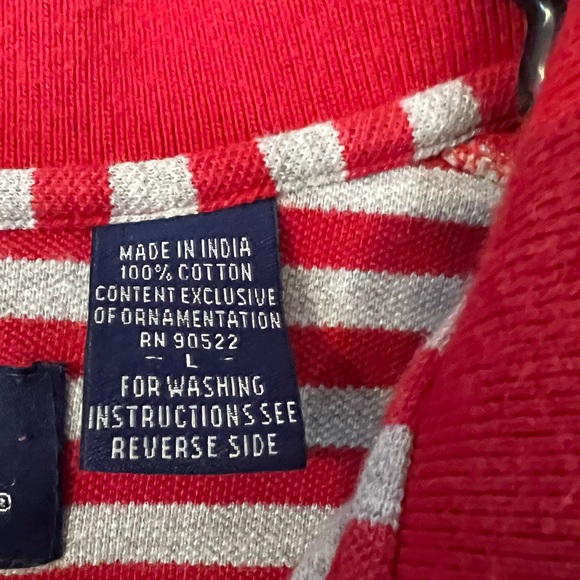 MADE IN INDIA
100% COTTON
CONTENT EXCLUSIVE
OF ORNAMENTATION
RN 90522
- L -
FOR WASHING
INSTRUCTIONS SEE
REVERSE SIDE
®